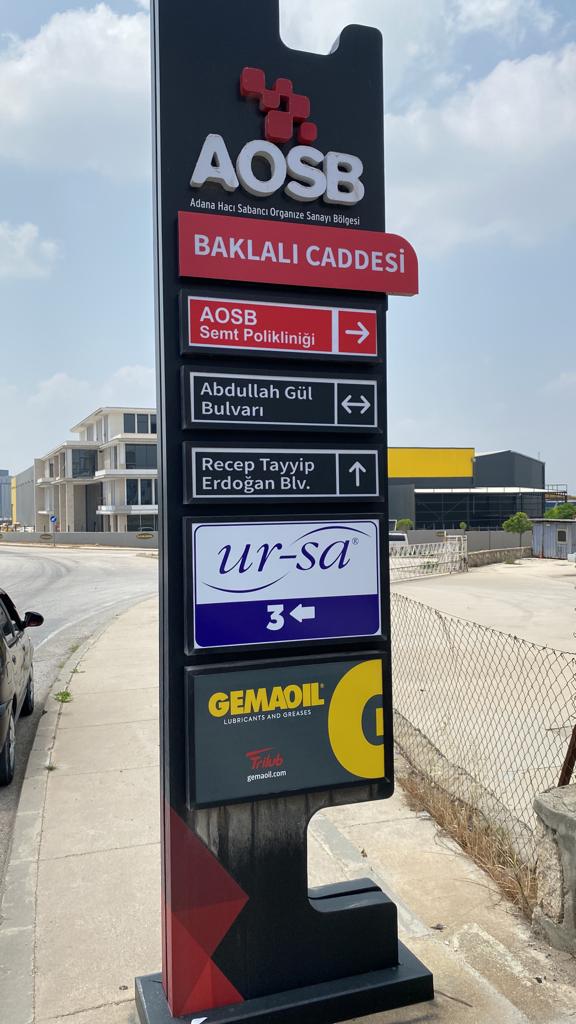 AOSB
Adana Hacı Sabancı Organize Sanayi Bölgesi
BAKLALI CADDESİ
AOSB
Semt Polikliniği
Abdullah Gül
Bulvarı
Recep Tayyip
Erdoğan Blv.
ur-sa®
3
GEMAOIL®
LUBRICANTS AND GREASES
G
Trilub
gemaoil.com